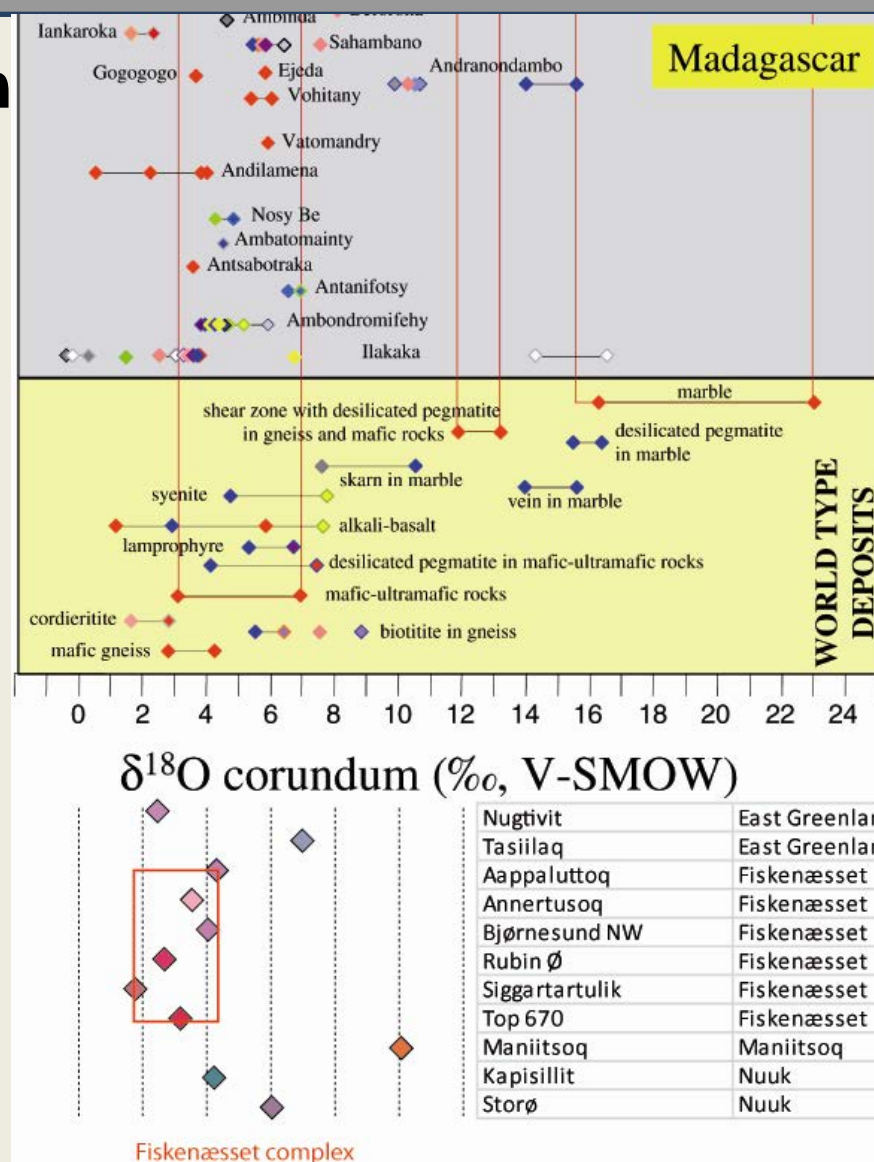 Ambinda
Iankaroka
Sahambano
Madagascar
Andranondambo
Gogogogo
Ejeda
Vohitany
Vatomandry
Andilamena
Nosy Be
Ambatomainty
Antsabotraka
Antanifotsy
Ambondromifehy
Ilakaka
marble
shear zone with desilicated pegmatite
in gneiss and mafic rocks
desilicated pegmatite
in marble
skarn in marble
syenite
vein in marble
alkali-basalt
lamprophyre
desilicated pegmatite in mafic-ultramafic rocks
mafic-ultramafic rocks
cordieritite
biotitite in gneiss
mafic gneiss
WORLD TYPE
DEPOSITS
0 2 4 6 8 10 12 14 16 18 20 22 24
δ¹⁸O corundum (‰, V-SMOW)
Nugtivit East Greenlan
Tasiilaq East Greenlan
Aappaluttoq Fiskenæsset
Annertusoq Fiskenæsset
Bjørnesund NW Fiskenæsset
Rubin Ø Fiskenæsset
Siggartartulik Fiskenæsset
Top 670 Fiskenæsset
Maniitsoq Maniitsoq
Kapisillit Nuuk
Storø Nuuk
Fiskenæsset complex